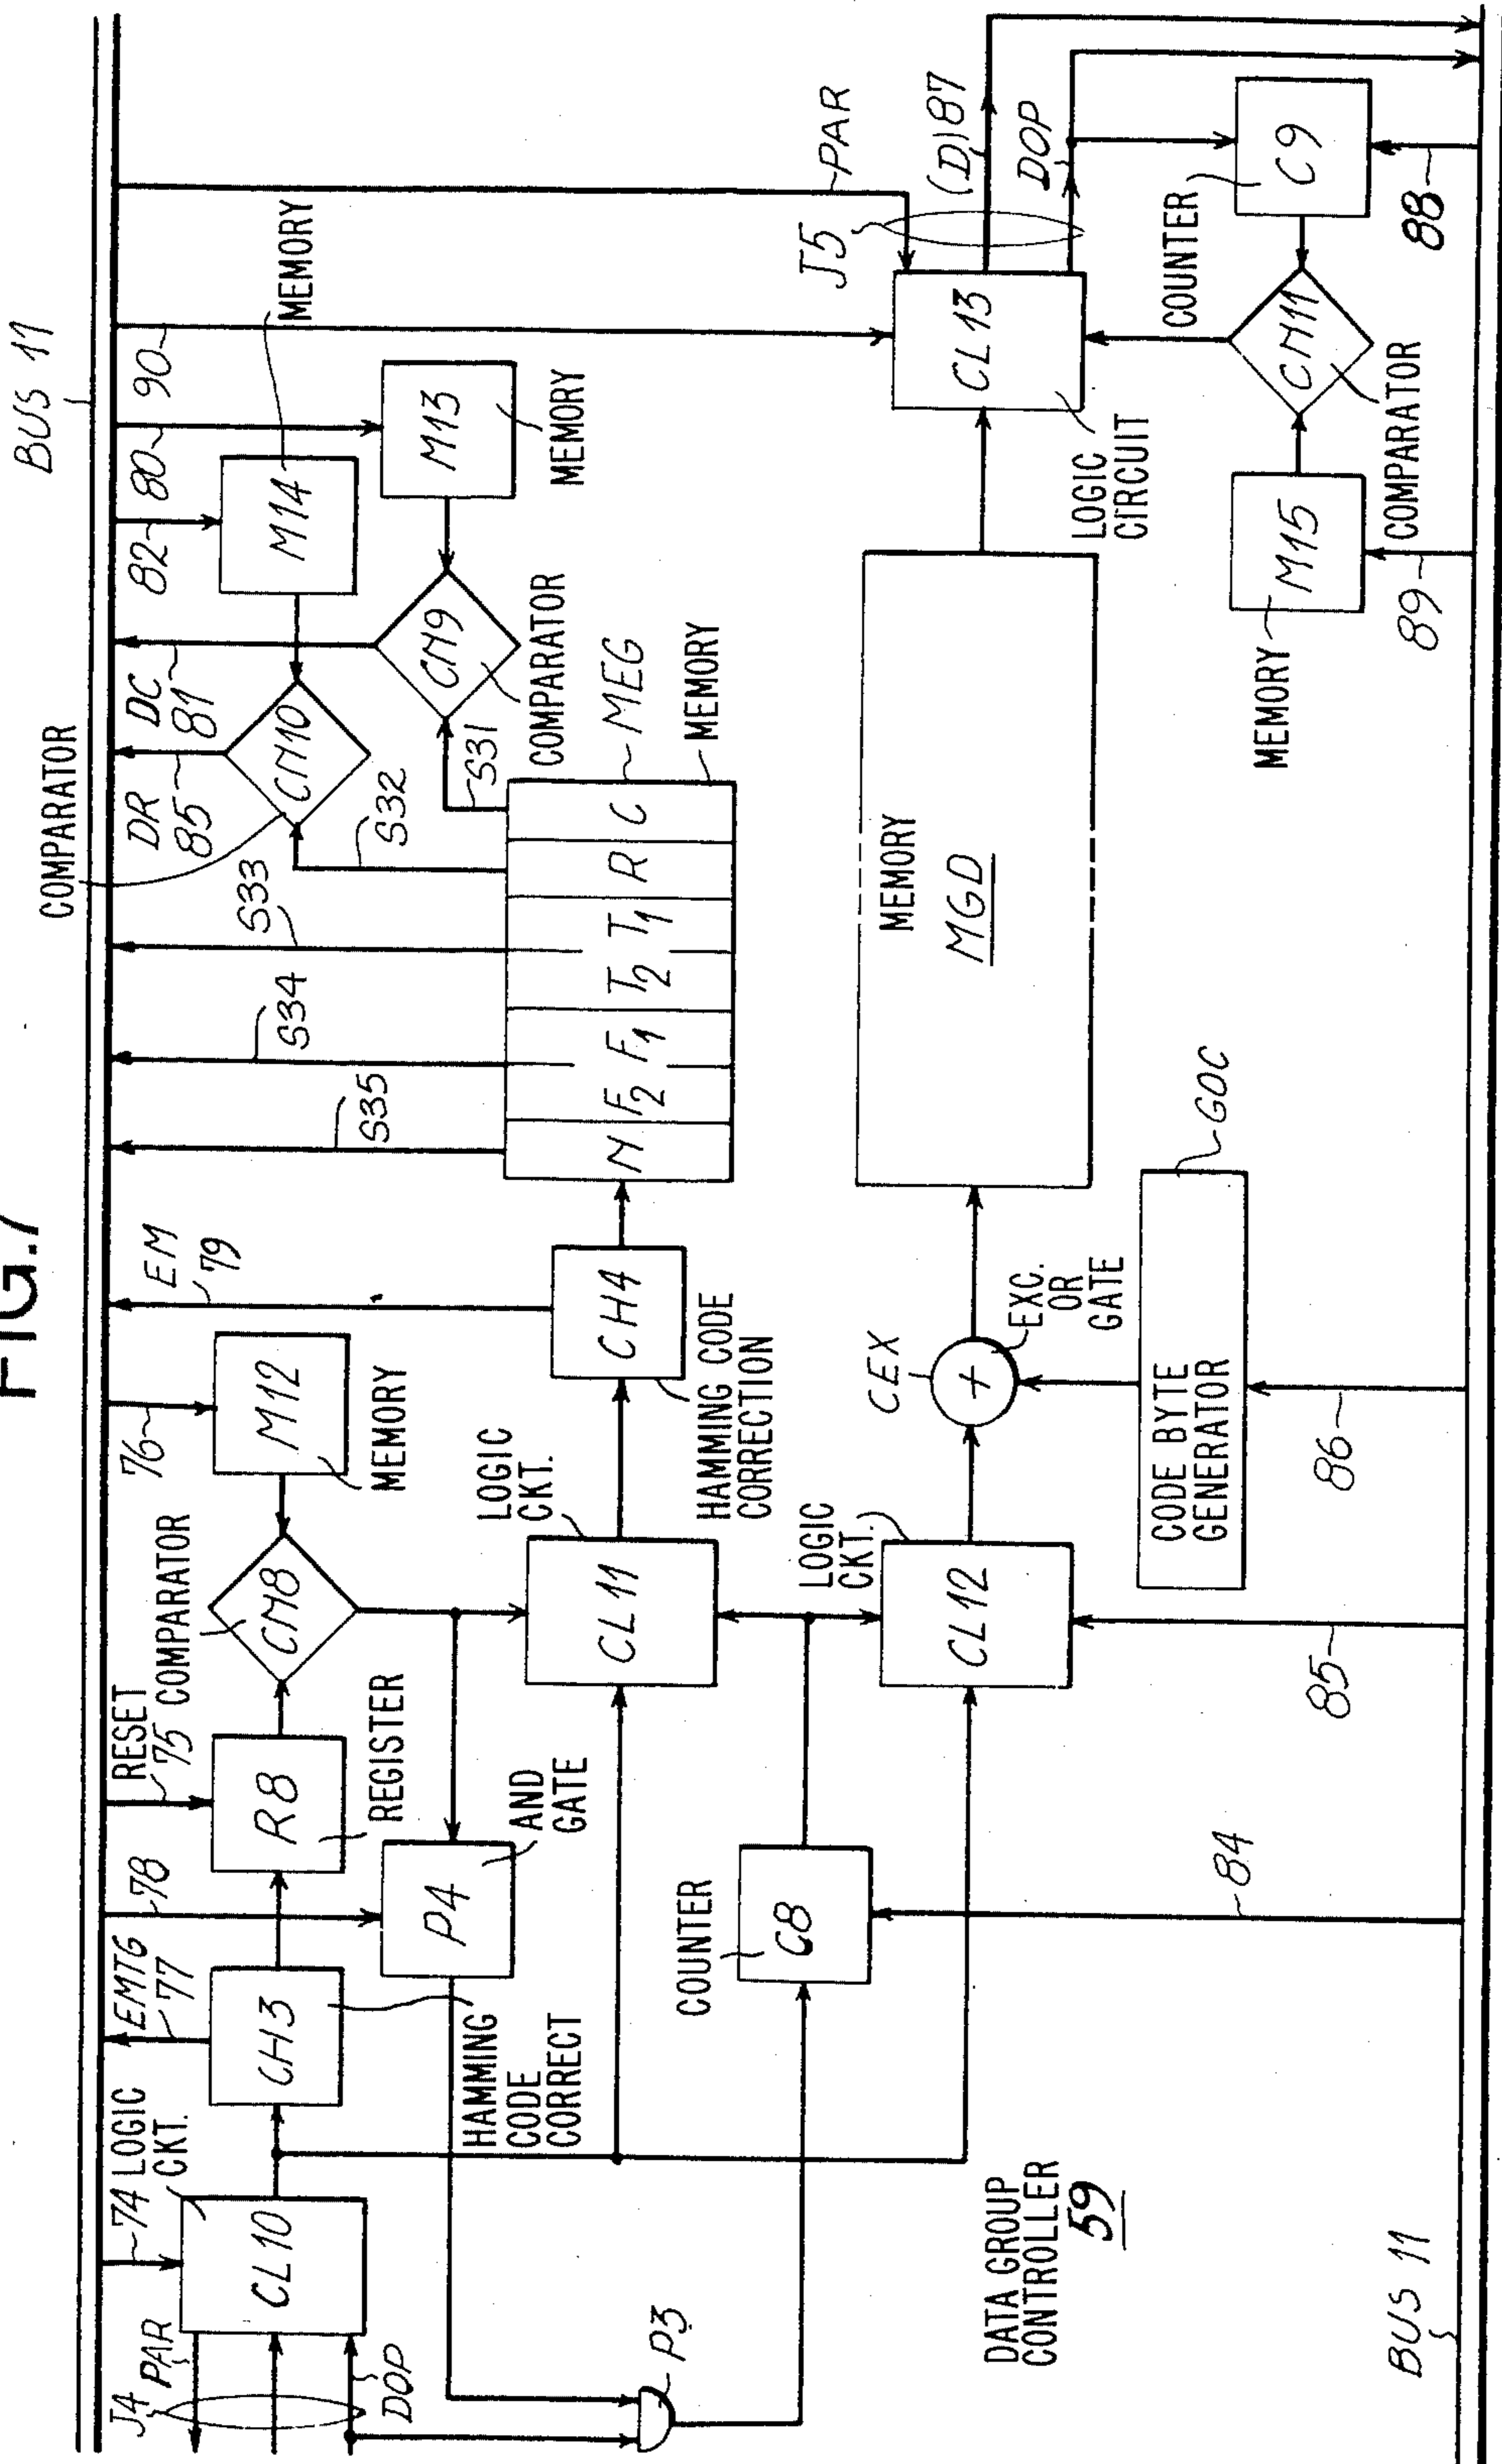 FIG.7
BUS 11
COMPARATOR
J4
PAR
DOP
74
LOGIC
CKT.
CL10
EMTG
77
CH3
HAMMING
CODE
CORRECT
78
RESET
75
R8
REGISTER
COMPARATOR
CM8
76
M12
MEMORY
P4
AND
GATE
P3
EM
79
CH4
HAMMING CODE
CORRECTION
LOGIC
CKT.
CL11
S35
S34
S33
S32
S31
M
F2
F1
T2
T1
R
C
MEG
MEMORY
DR
85
DC
81
CM10
CM9
COMPARATOR
82
M14
MEMORY
80
M13
MEMORY
90
PAR
COUNTER
C8
84
LOGIC
CKT.
CL12
85
CEX
+
EXC.
OR
GATE
CODE BYTE
GENERATOR
GOC
86
MEMORY
MGD
LOGIC
CIRCUIT
CL13
J5
(D)87
DOP
COUNTER
C9
88
CM11
COMPARATOR
MEMORY
M15
89
DATA GROUP
CONTROLLER
59
BUS 11